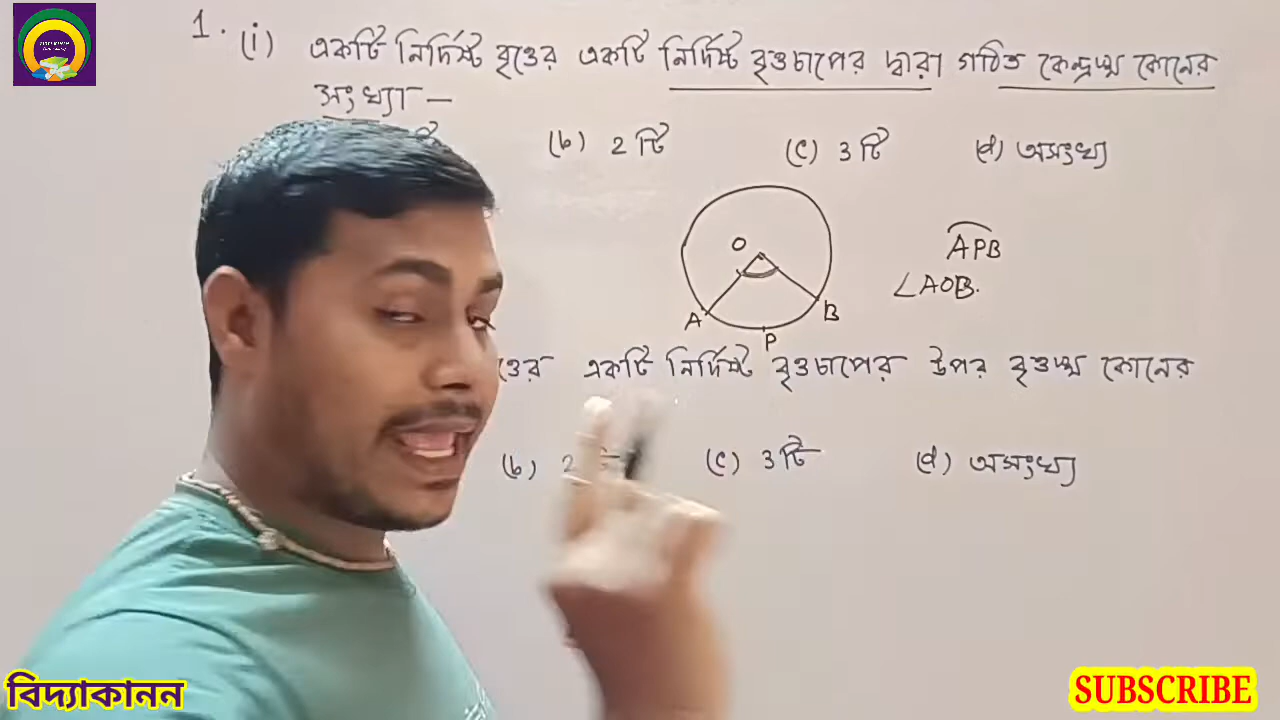 1. (i) একটি নির্দিষ্ট বৃত্তের একটি নির্দিষ্ট বৃত্তচাপের দ্বারা গঠিত কেন্দ্রস্থ কোনের
সংখ্যা —
(b) 2 টি (c) 3 টি (d) অসংখ্য
O
A
B
P
APB
∠AOB.
ত্তের একটি নির্দিষ্ট বৃত্তচাপের উপর বৃত্তস্থ কোনের
(b) 2 (c) 3 টি (d) অসংখ্য
বিদ্যাকানন
SUBSCRIBE